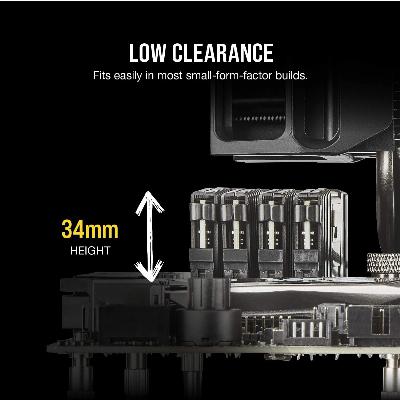 LOW CLEARANCE
Fits easily in most small-form-factor builds.
34mm
HEIGHT